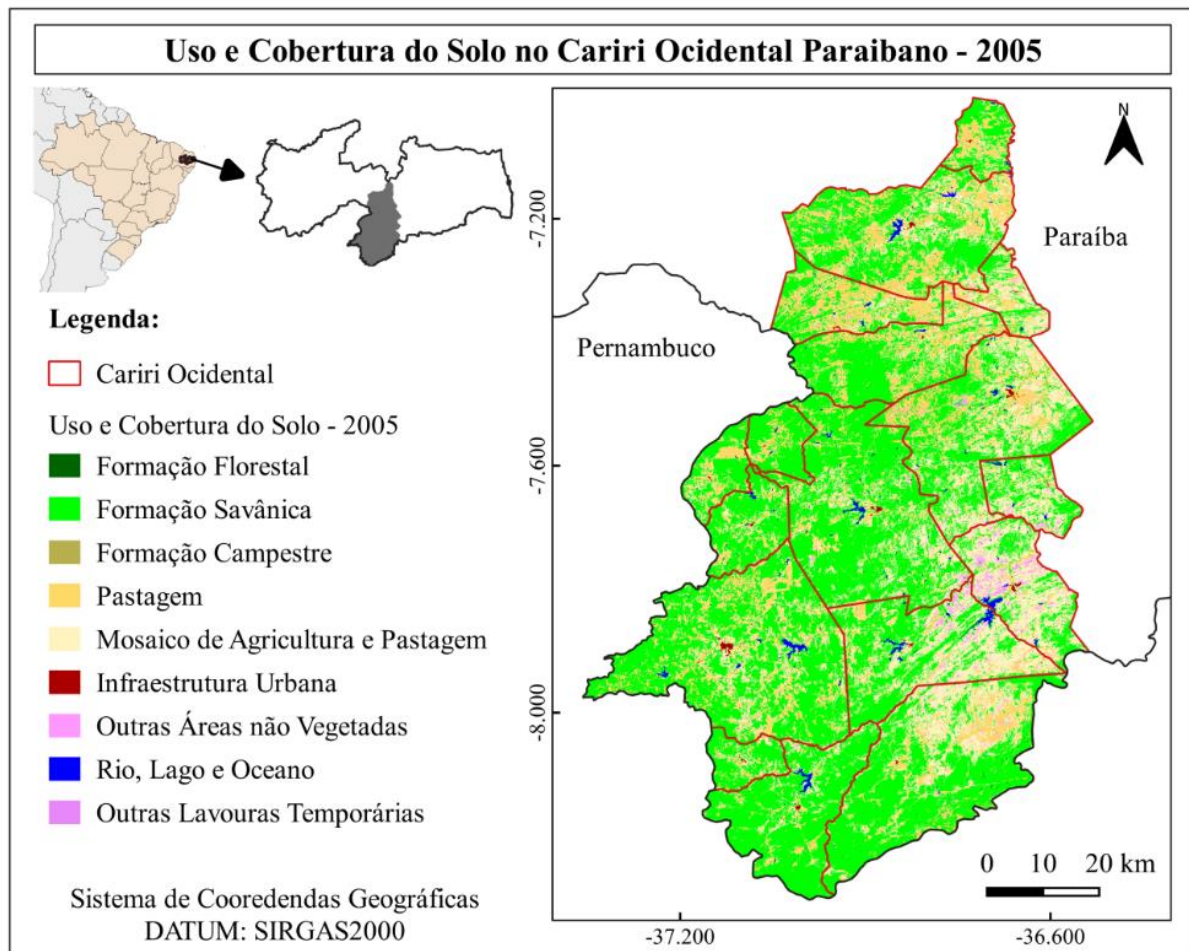 Uso e Cobertura do Solo no Cariri Ocidental Paraibano - 2005
N
Paraíba
Pernambuco
-7.200
-7.600
-8.000
-37.200
-36.600
0 10 20 km
Legenda:
Cariri Ocidental
Uso e Cobertura do Solo - 2005
Formação Florestal
Formação Savânica
Formação Campestre
Pastagem
Mosaico de Agricultura e Pastagem
Infraestrutura Urbana
Outras Áreas não Vegetadas
Rio, Lago e Oceano
Outras Lavouras Temporárias
Sistema de Cooredendas Geográficas
DATUM: SIRGAS2000